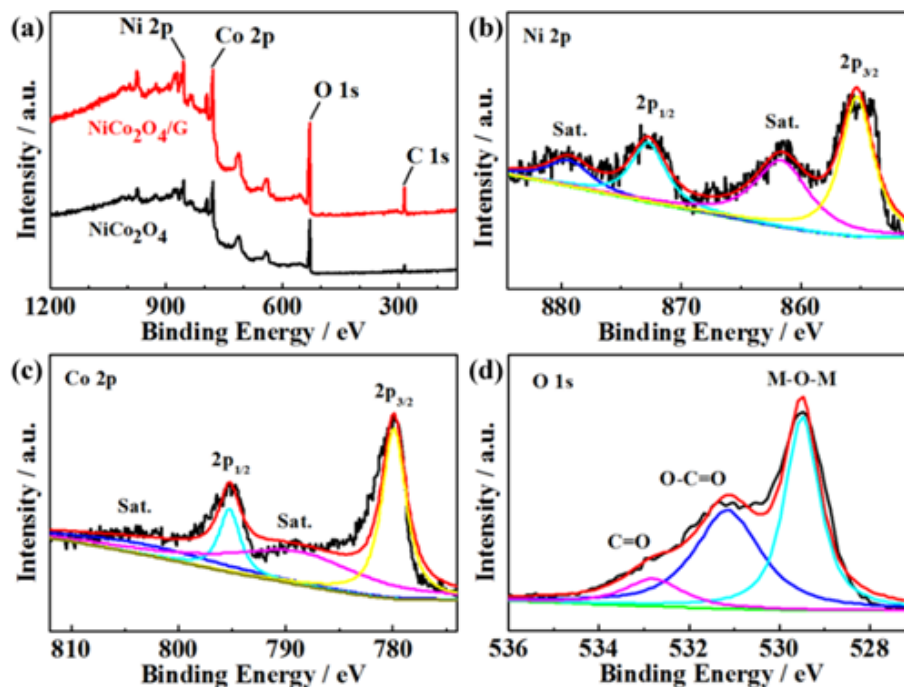 (a)
Ni 2p
Co 2p
O 1s
C 1s
NiCo₂O₄/G
NiCo₂O₄
Intensity / a.u.
1200 900 600 300
Binding Energy / eV
(b)
Ni 2p
2p₃/₂
2p₁/₂
Sat.
Sat.
Intensity / a.u.
880 870 860
Binding Energy / eV
(c)
Co 2p
2p₃/₂
2p₁/₂
Sat.
Sat.
Intensity / a.u.
810 800 790 780
Binding Energy / eV
(d)
O 1s
M-O-M
O-C=O
C=O
Intensity / a.u.
536 534 532 530 528
Binding Energy / eV